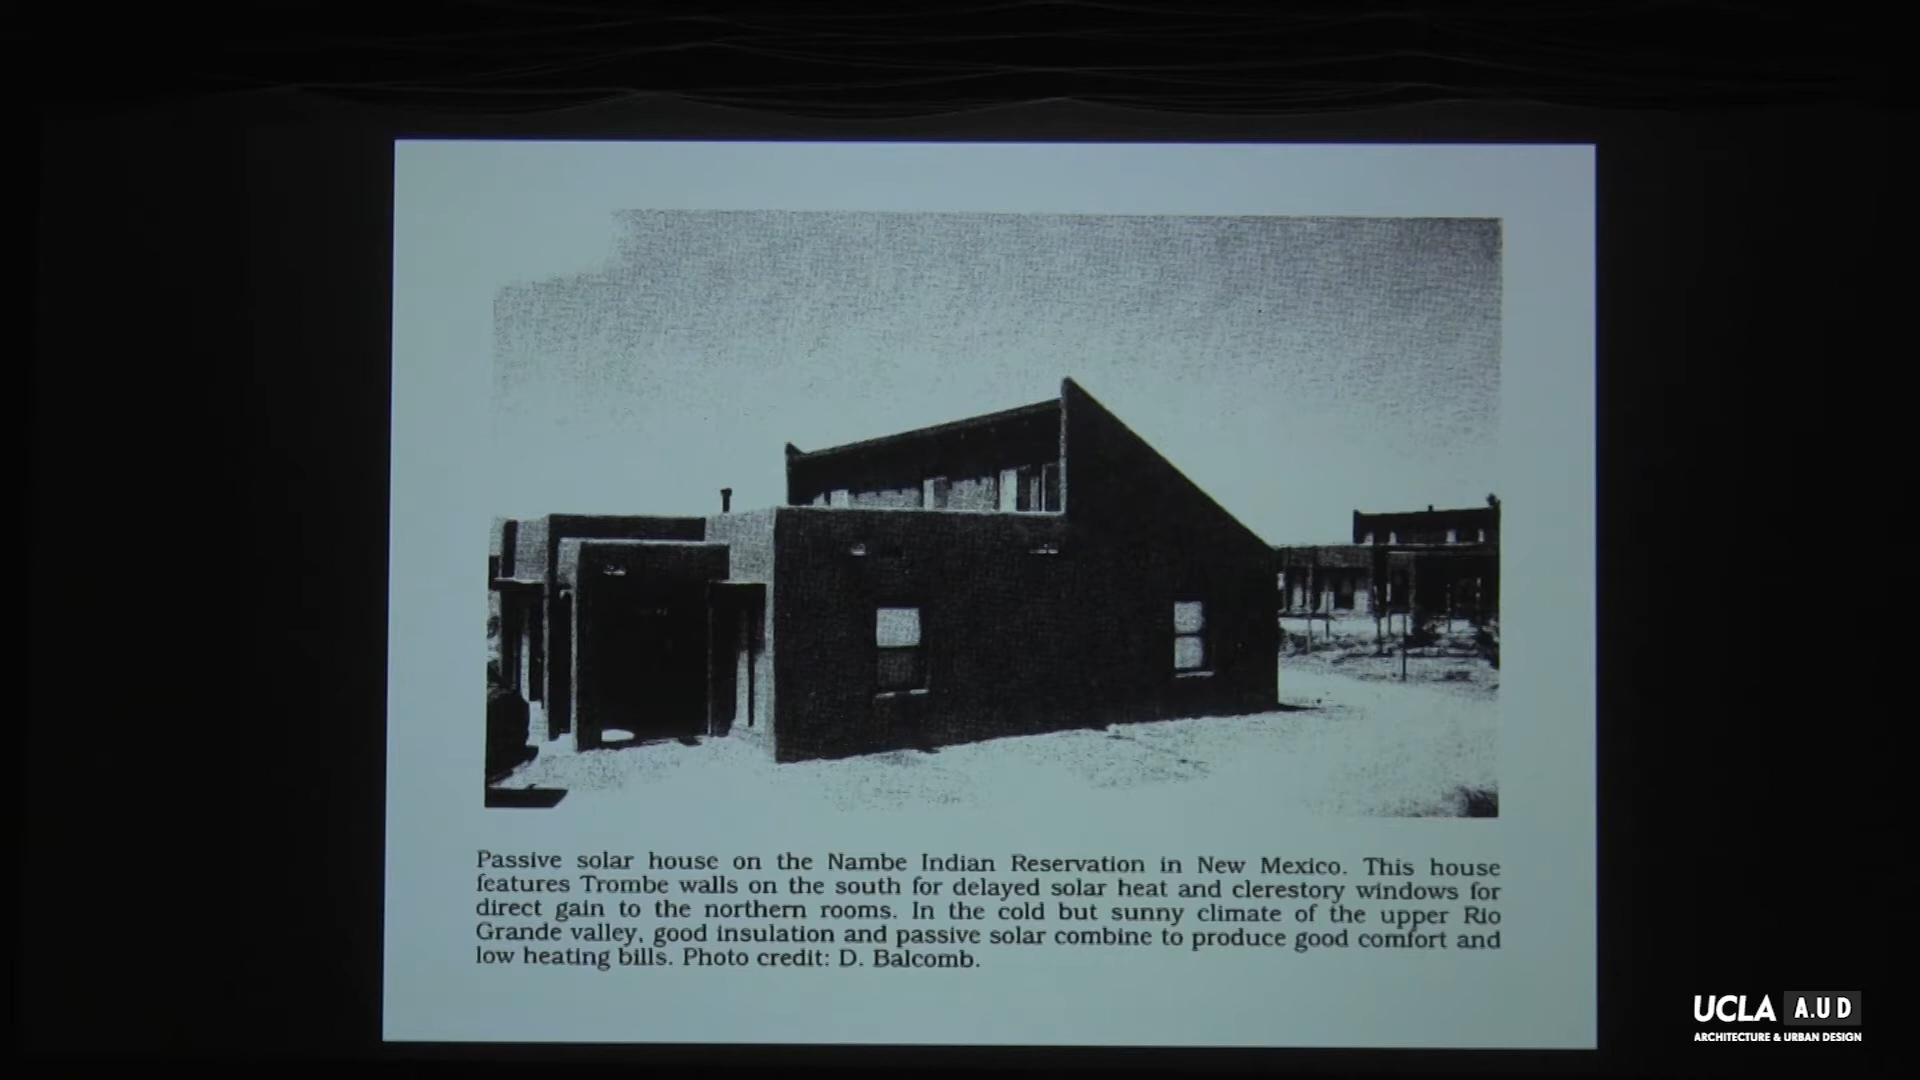 Passive solar house on the Nambe Indian Reservation in New Mexico. This house
features Trombe walls on the south for delayed solar heat and clerestory windows for
direct gain to the northern rooms. In the cold but sunny climate of the upper Rio
Grande valley, good insulation and passive solar combine to produce good comfort and
low heating bills. Photo credit: D. Balcomb.
UCLA A.U D
ARCHITECTURE & URBAN DESIGN